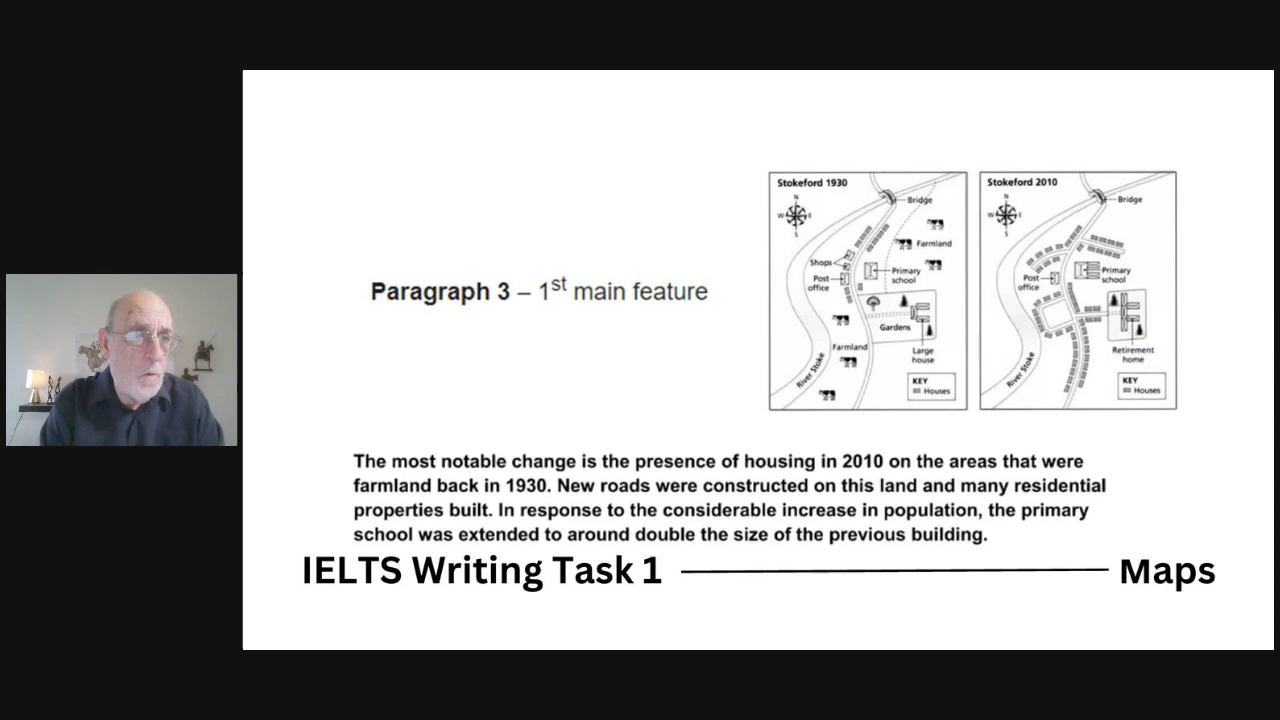 Paragraph 3 – 1st main feature
Stokeford 1930
N
W E
S
Bridge
Farmland
Shops
Post
office
Primary
school
Gardens
Farmland
Large
house
River Stoke
KEY
Houses
Stokeford 2010
N
W E
S
Bridge
Post
office
Primary
school
Retirement
home
River Stoke
KEY
Houses
The most notable change is the presence of housing in 2010 on the areas that were
farmland back in 1930. New roads were constructed on this land and many residential
properties built. In response to the considerable increase in population, the primary
school was extended to around double the size of the previous building.
IELTS Writing Task 1 Maps